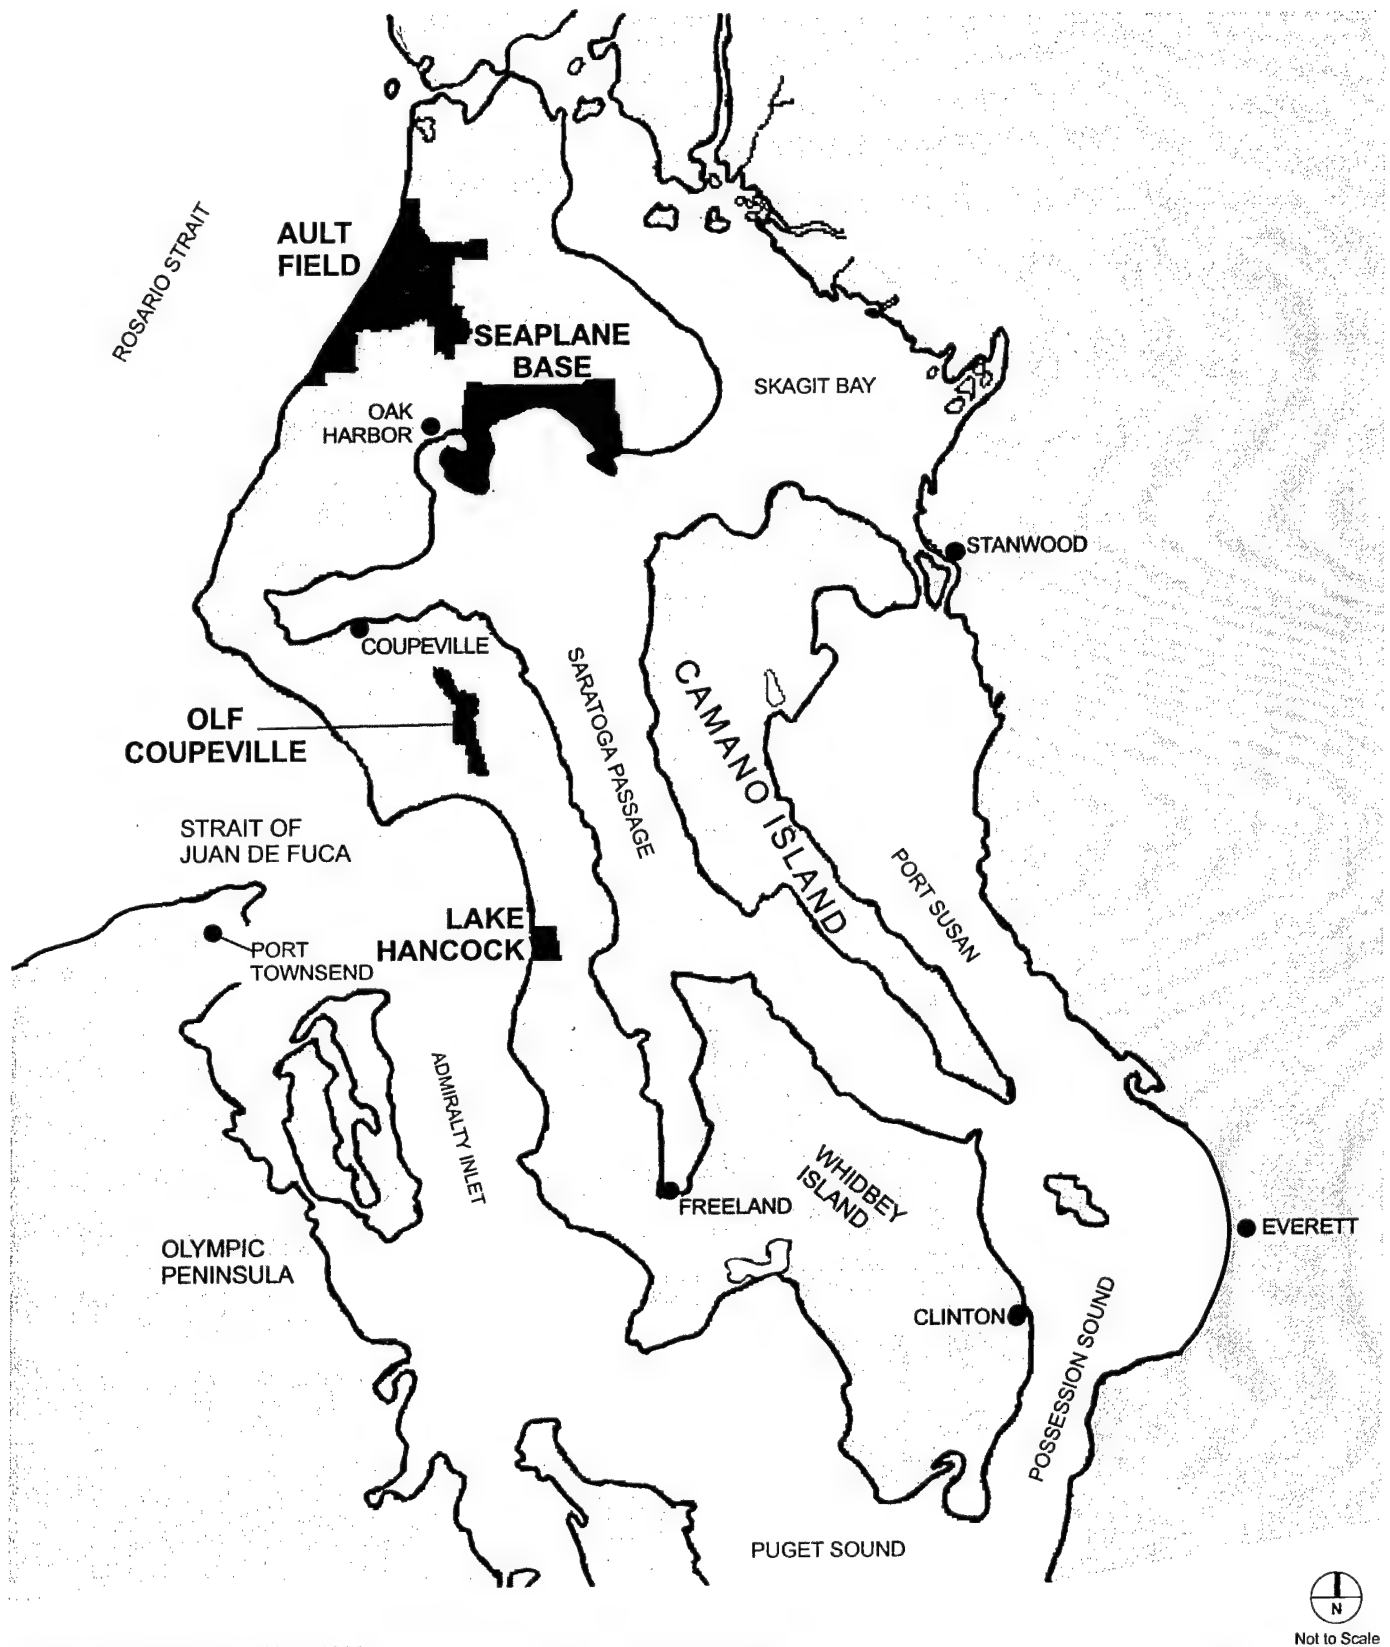 ROSARIO STRAIT
AULT
FIELD
SEAPLANE
BASE
OAK
HARBOR
SKAGIT BAY
STANWOOD
COUPEVILLE
SARATOGA PASSAGE
CAMANO ISLAND
OLF
COUPEVILLE
STRAIT OF
JUAN DE FUCA
PORT SUSAN
LAKE
HANCOCK
PORT
TOWNSEND
ADMIRALTY INLET
WHIDBEY
ISLAND
FREELAND
EVERETT
OLYMPIC
PENINSULA
CLINTON
POSSESSION SOUND
PUGET SOUND
N
Not to Scale